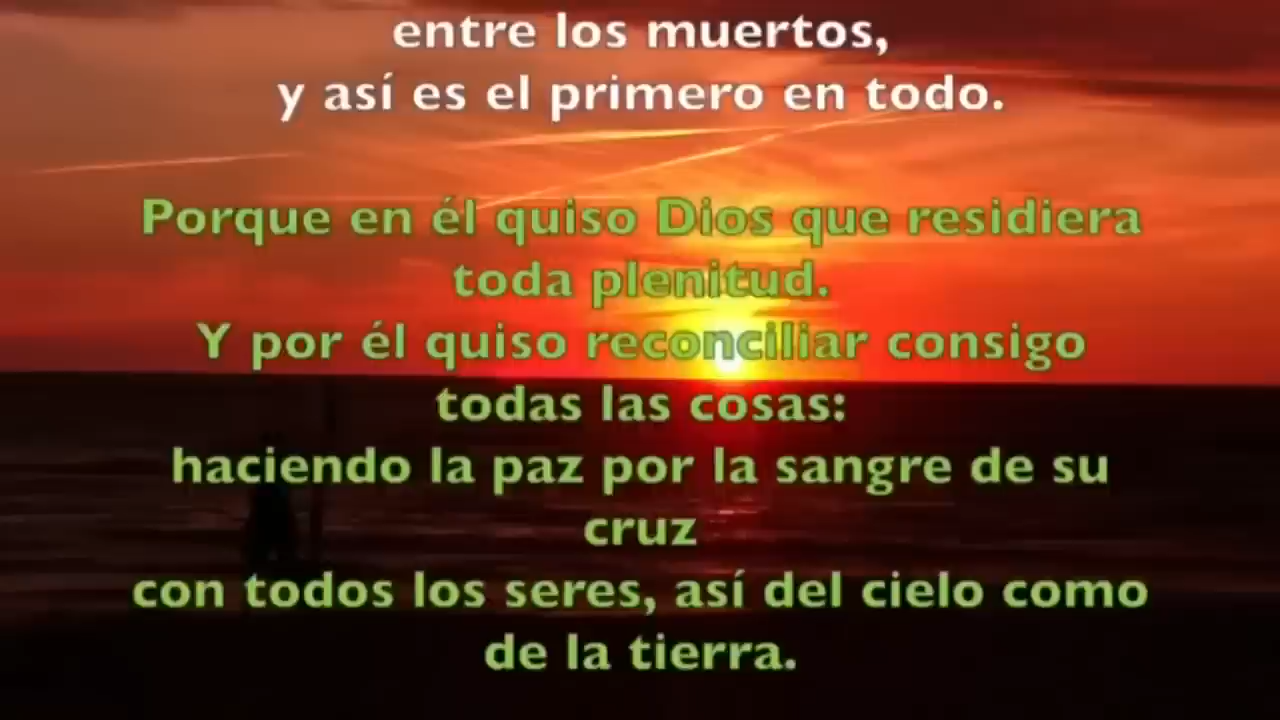 entre los muertos,
y así es el primero en todo.
Porque en él quiso Dios que residiera
toda plenitud.
Y por él quiso reconciliar consigo
todas las cosas:
haciendo la paz por la sangre de su
cruz
con todos los seres, así del cielo como
de la tierra.